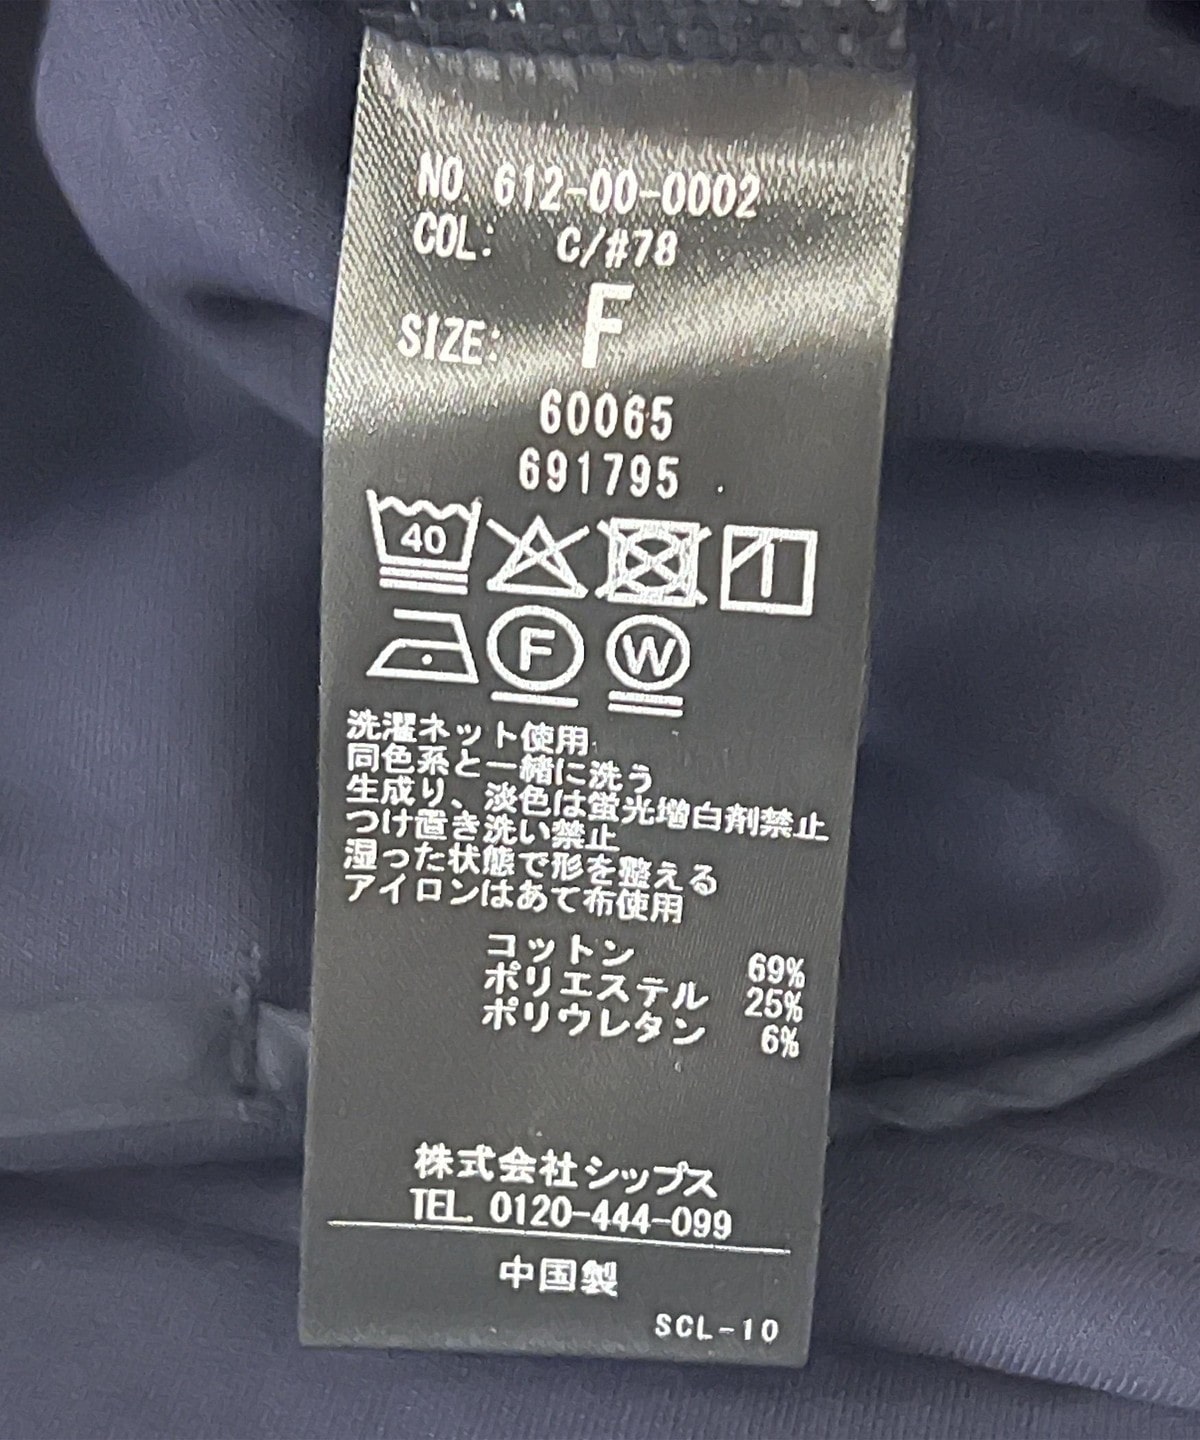 NO. 612-00-0002
COL: C/#78
SIZE: F
60065
691795
40
F W
洗濯ネット使用
同色系と一緒に洗う
生成り、淡色は蛍光増白剤禁止
つけ置き洗い禁止
湿った状態で形を整える
アイロンはあて布使用
コットン 69%
ポリエステル 25%
ポリウレタン 6%
株式会社シップス
TEL. 0120-444-099
中国製
SCL-10